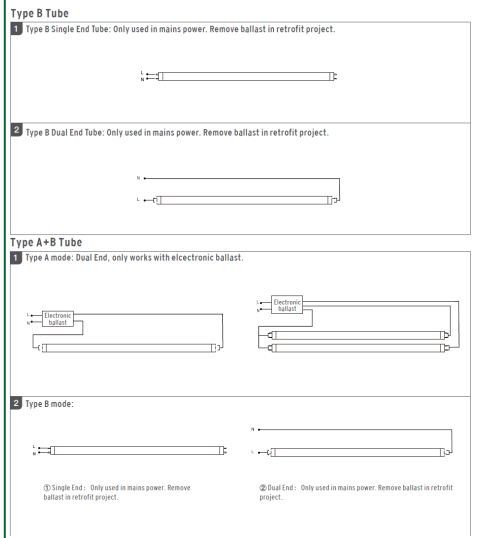 Type B Tube
1 Type B Single End Tube: Only used in mains power. Remove ballast in retrofit project.
L
N
2 Type B Dual End Tube: Only used in mains power. Remove ballast in retrofit project.
N
L
Type A+B Tube
1 Type A mode: Dual End, only works with elcectronic ballast.
L
N
Electronic
ballast
L
N
Electronic
ballast
2 Type B mode:
L
N
N
L
① Single End : Only used in mains power. Remove
ballast in retrofit project.
② Dual End : Only used in mains power. Remove ballast in retrofit
project.